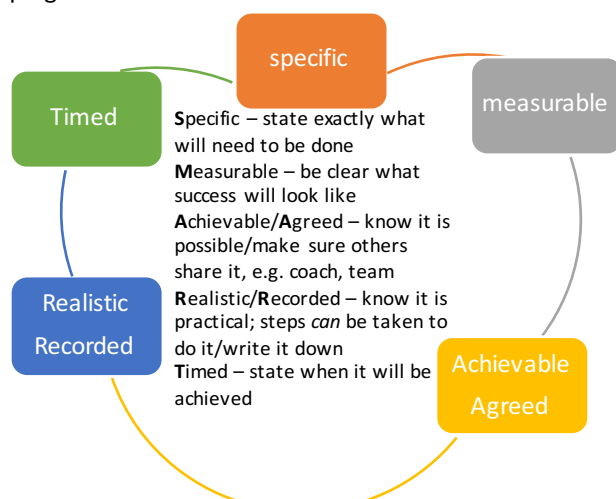 specific
measurable
Timed
Specific – state exactly what
will need to be done
Measurable – be clear what
success will look like
Achievable/Agreed – know it is
possible/make sure others
share it, e.g. coach, team
Realistic/Recorded – know it is
practical; steps can be taken to
do it/write it down
Timed – state when it will be
achieved
Realistic
Recorded
Achievable
Agreed